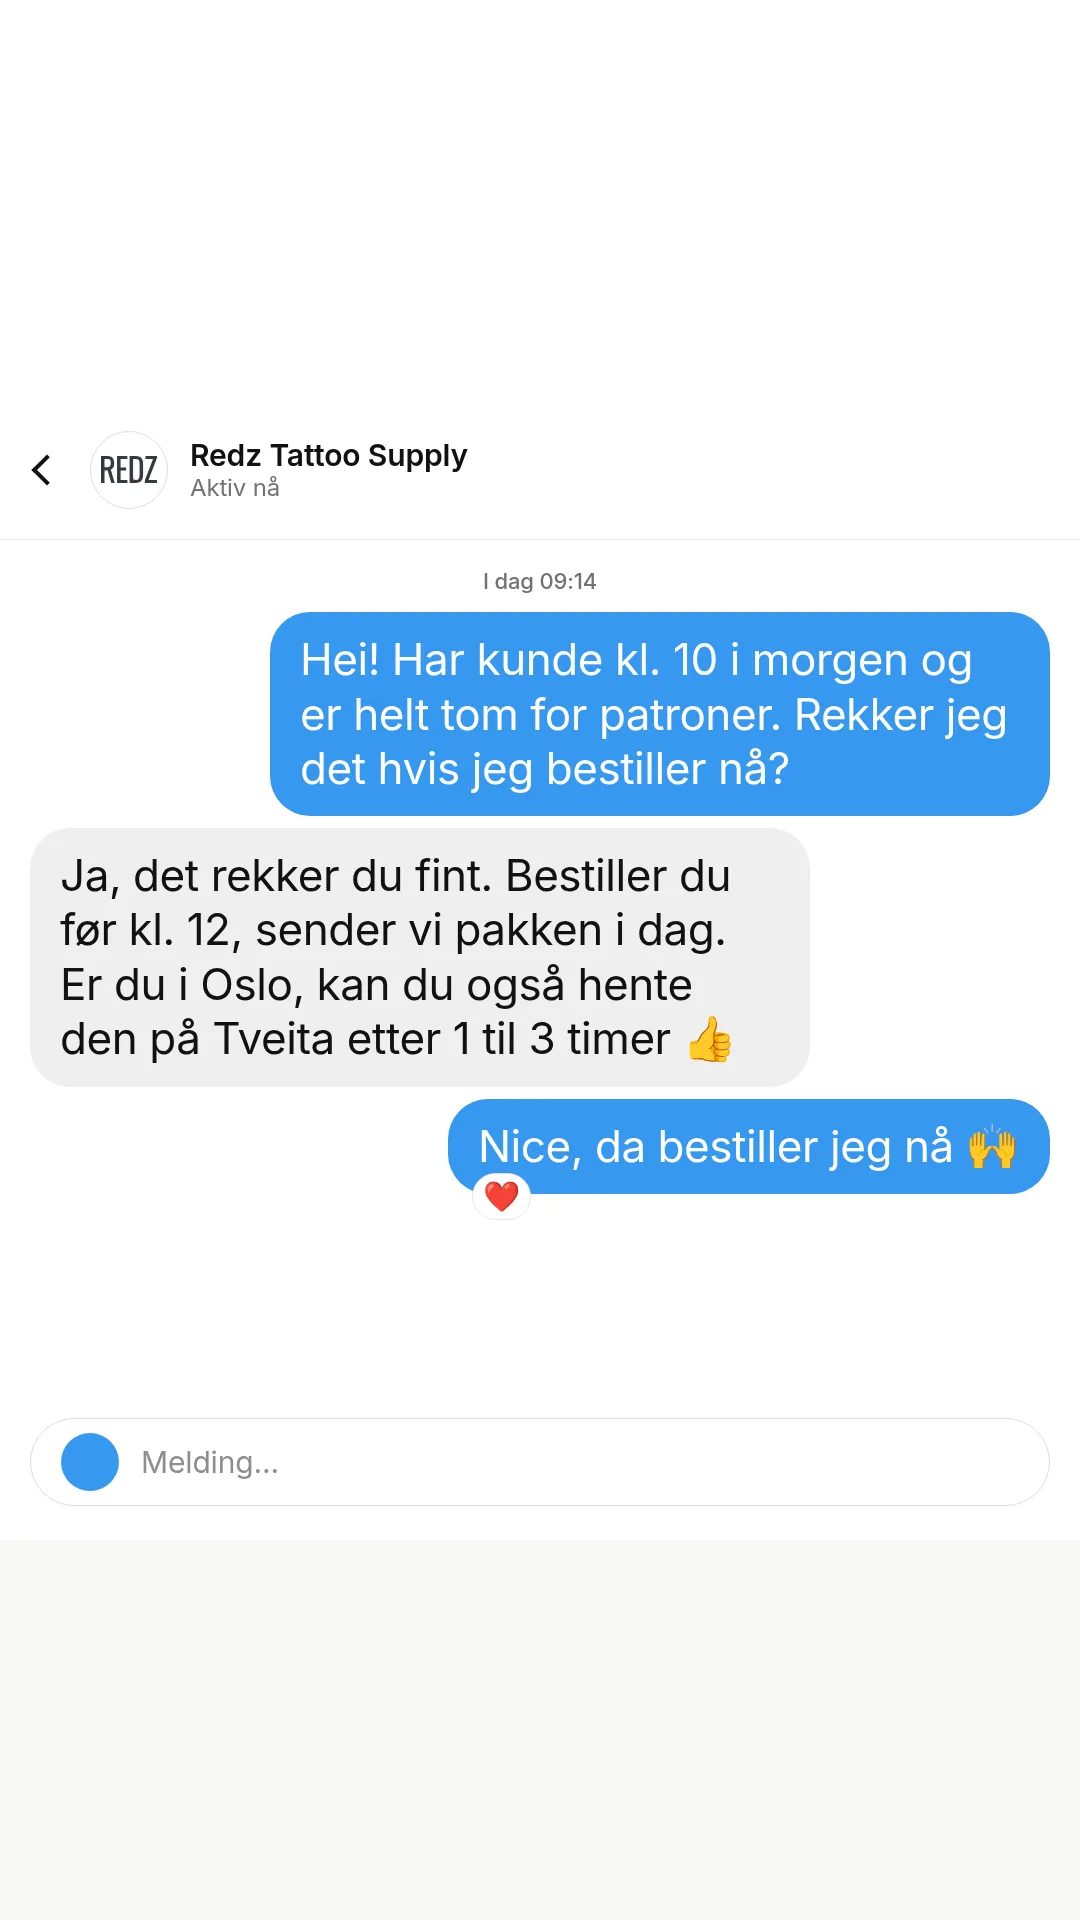 REDZ
Redz Tattoo Supply
Aktiv nå
I dag 09:14
Hei! Har kunde kl. 10 i morgen og
er helt tom for patroner. Rekker jeg
det hvis jeg bestiller nå?
Ja, det rekker du fint. Bestiller du
før kl. 12, sender vi pakken i dag.
Er du i Oslo, kan du også hente
den på Tveita etter 1 til 3 timer 👍
Nice, da bestiller jeg nå 🙌
❤️
Melding...